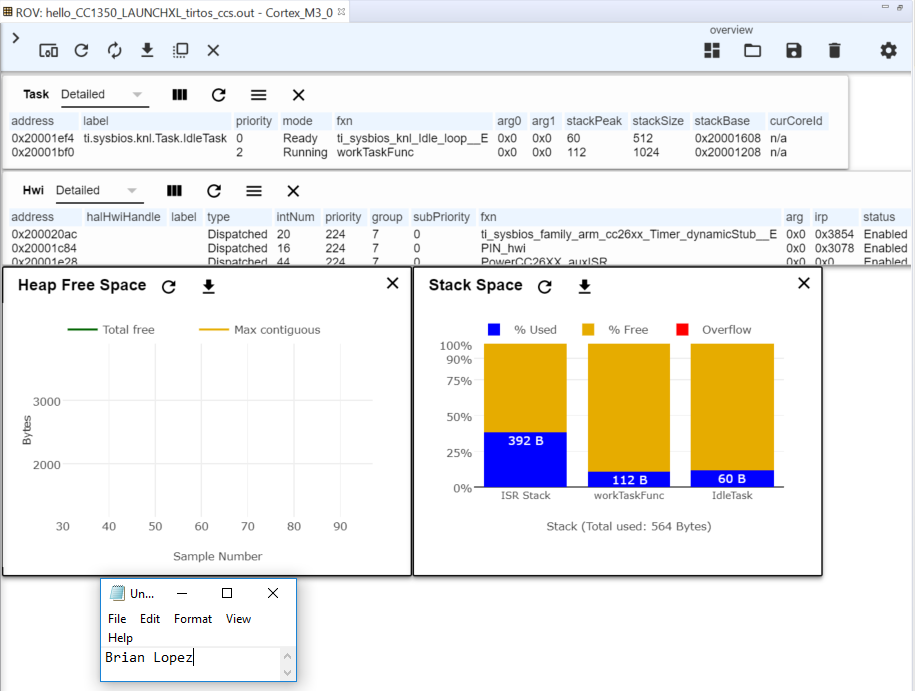 ROV: hello_CC1350_LAUNCHXL_tirtos_ccs.out - Cortex_M3_0
overview
Task Detailed
address label priority mode fxn arg0 arg1 stackPeak stackSize stackBase curCoreId
0x20001ef4 ti.sysbios.knl.Task.IdleTask 0 Ready ti_sysbios_knl_Idle_loop__E 0x0 0x0 60 512 0x20001608 n/a
0x20001bf0 2 Running workTaskFunc 0x0 0x0 112 1024 0x20001208 n/a
Hwi Detailed
address halHwiHandle label type intNum priority group subPriority fxn arg irp status
0x200020ac Dispatched 20 224 7 0 ti_sysbios_family_arm_cc26xx_Timer_dynamicStub__E 0x0 0x3854 Enabled
0x20001c84 Dispatched 16 224 7 0 PIN_hwi 0x0 0x3078 Enabled
0x20001e28 Dispatched 44 224 7 0 PowerCC26XX_auxISR 0x0 0x0 Enabled
Heap Free Space
Total free Max contiguous
3000
2000
Bytes
30 40 50 60 70 80 90
Sample Number
Stack Space
% Used % Free Overflow
100%
90%
75%
50%
25%
0%
392 B 112 B 60 B
ISR Stack workTaskFunc IdleTask
Stack (Total used: 564 Bytes)
Un...
File Edit Format View
Help
Brian Lopez